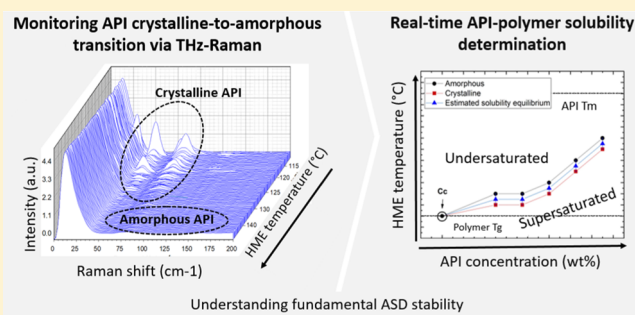 Monitoring API crystalline-to-amorphous
transition via THz-Raman
Crystalline API
Amorphous API
Intensity (a.u.)
4.4
3.3
2.2
1.1
0.0
0 25 50 75 100 125 150 175 200
Raman shift (cm-1)
115
120
125
130
135
140
HME temperature (°C)
Real-time API-polymer solubility
determination
Amorphous
Crystalline
Estimated solubility equilibrium
API Tm
Undersaturated
Supersaturated
Cc
Polymer Tg
HME temperature (°C)
API concentration (wt%)
Understanding fundamental ASD stability